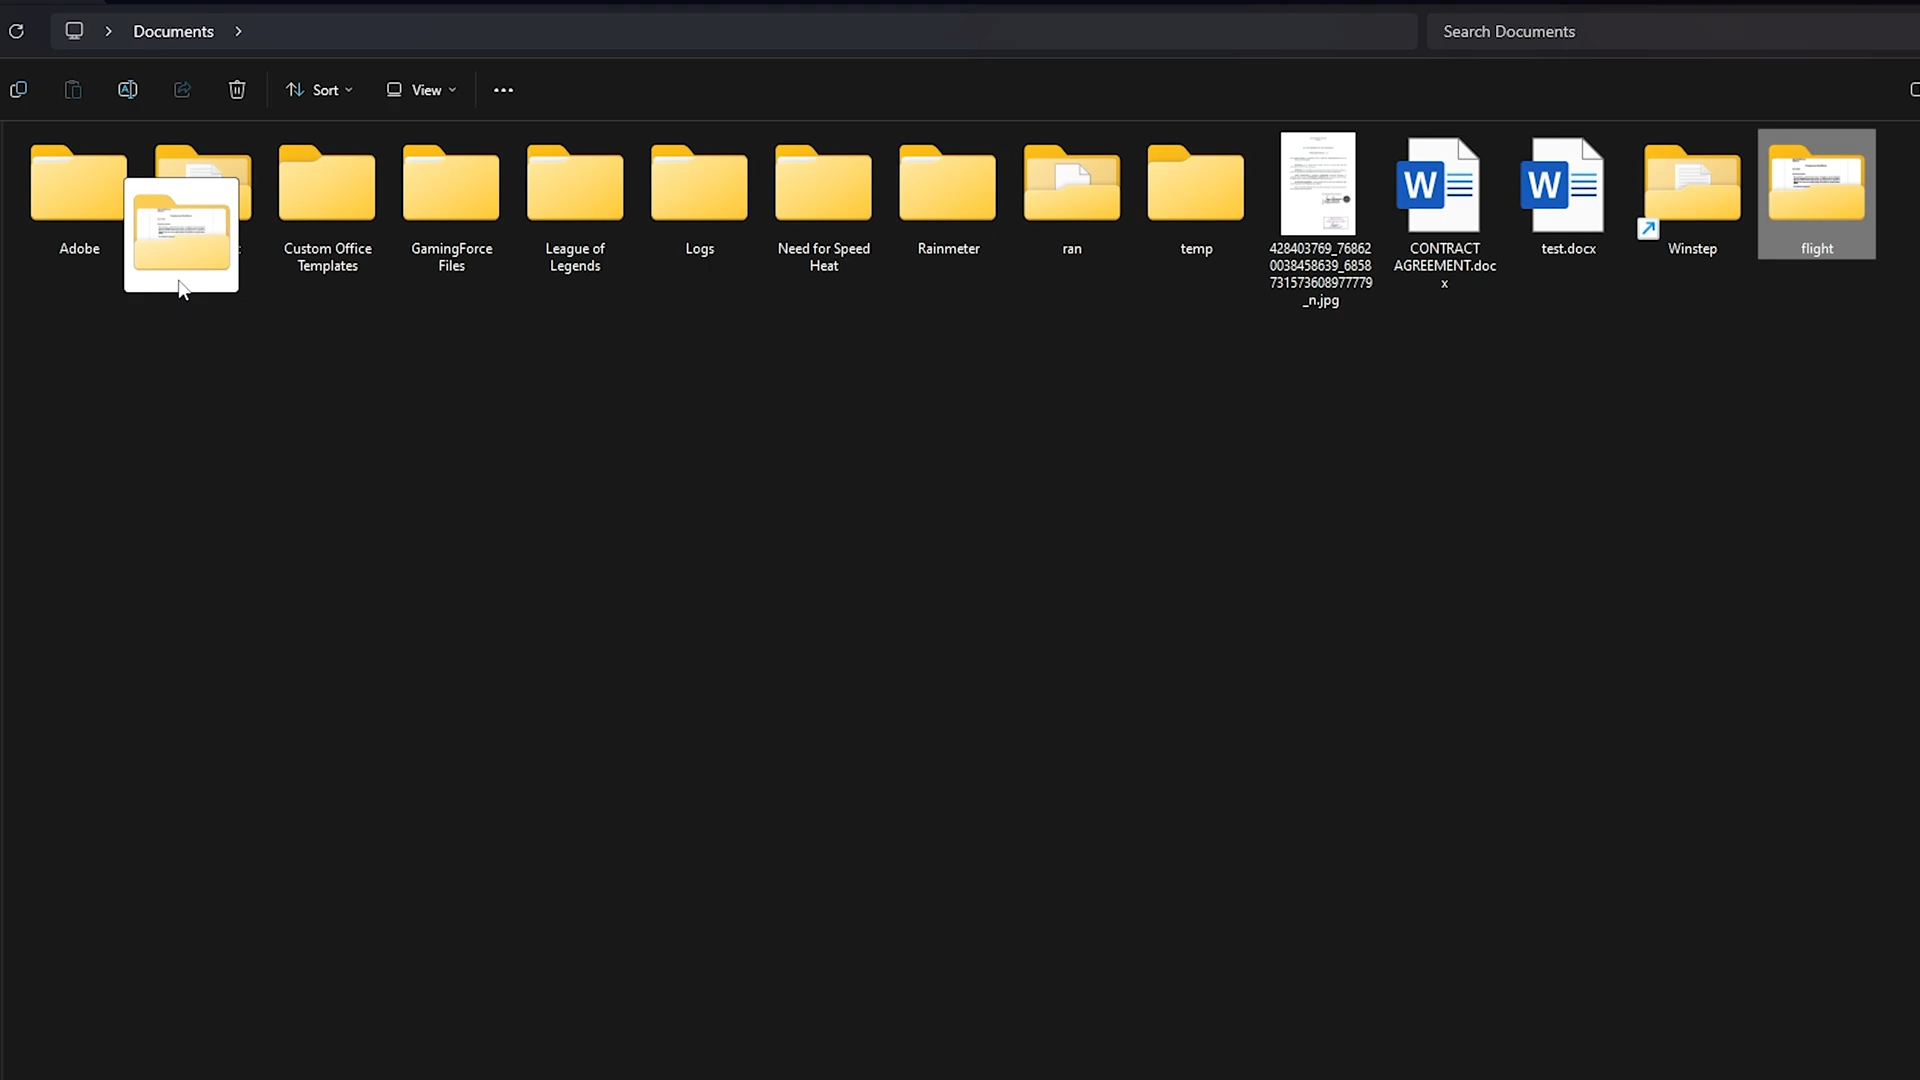 Documents
Search Documents
Sort
View
Adobe
Custom Office
Templates
GamingForce
Files
League of
Legends
Logs
Need for Speed
Heat
Rainmeter
ran
temp
428403769_76862
0038458639_6858
731573608977779
_n.jpg
W
CONTRACT
AGREEMENT.doc
x
W
test.docx
Winstep
flight